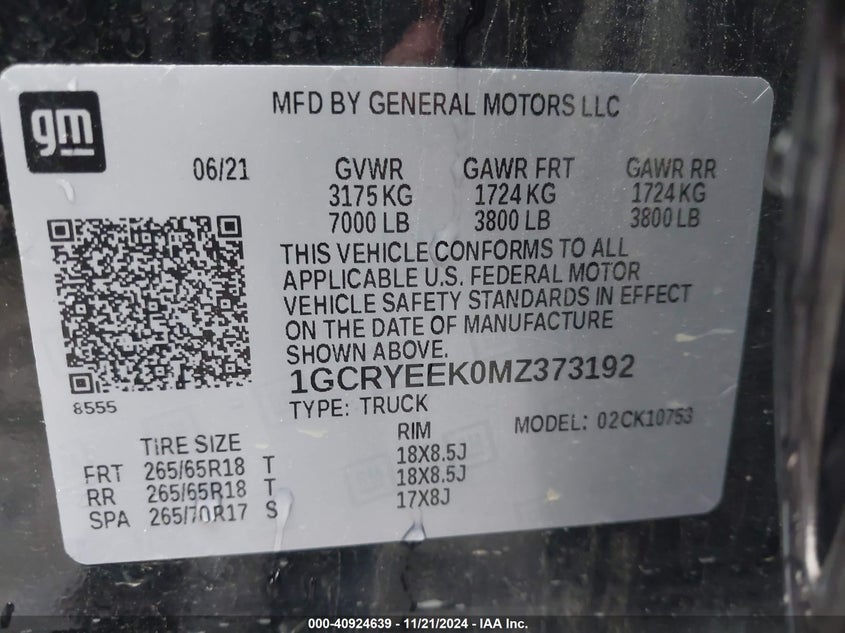 gm
MFD BY GENERAL MOTORS LLC
06/21 GVWR GAWR FRT GAWR RR
3175 KG 1724 KG 1724 KG
7000 LB 3800 LB 3800 LB
THIS VEHICLE CONFORMS TO ALL
APPLICABLE U.S. FEDERAL MOTOR
VEHICLE SAFETY STANDARDS IN EFFECT
ON THE DATE OF MANUFACTURE
SHOWN ABOVE.
1GCRYEEK0MZ373192
8555
TYPE: TRUCK MODEL: 02CK10753
TIRE SIZE RIM
FRT 265/65R18 T 18X8.5J
RR 265/65R18 T 18X8.5J
SPA 265/70R17 S 17X8J
000-40924639 - 11/21/2024 - IAA Inc.